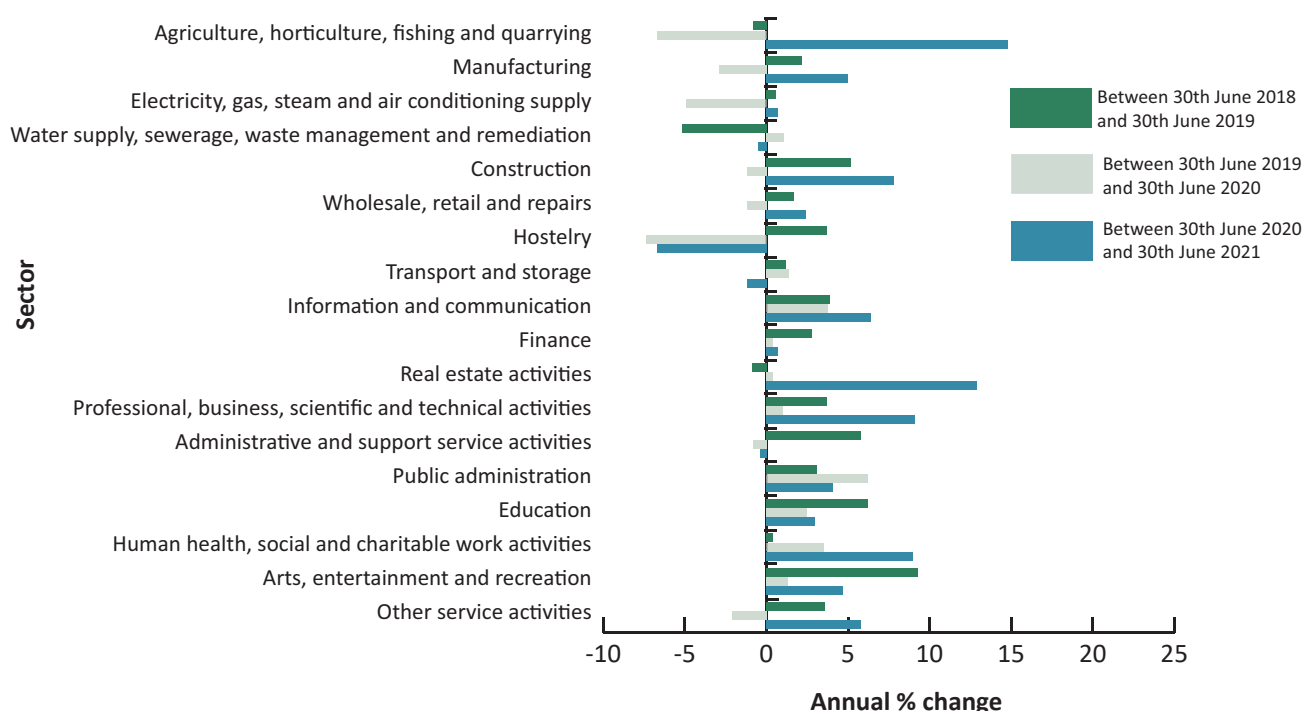 Agriculture, horticulture, fishing and quarrying
Manufacturing
Electricity, gas, steam and air conditioning supply
Water supply, sewerage, waste management and remediation
Construction
Wholesale, retail and repairs
Hostelry
Transport and storage
Information and communication
Finance
Real estate activities
Professional, business, scientific and technical activities
Administrative and support service activities
Public administration
Education
Human health, social and charitable work activities
Arts, entertainment and recreation
Other service activities
Sector
Between 30th June 2018
and 30th June 2019
Between 30th June 2019
and 30th June 2020
Between 30th June 2020
and 30th June 2021
-10 -5 0 5 10 15 20 25
Annual % change